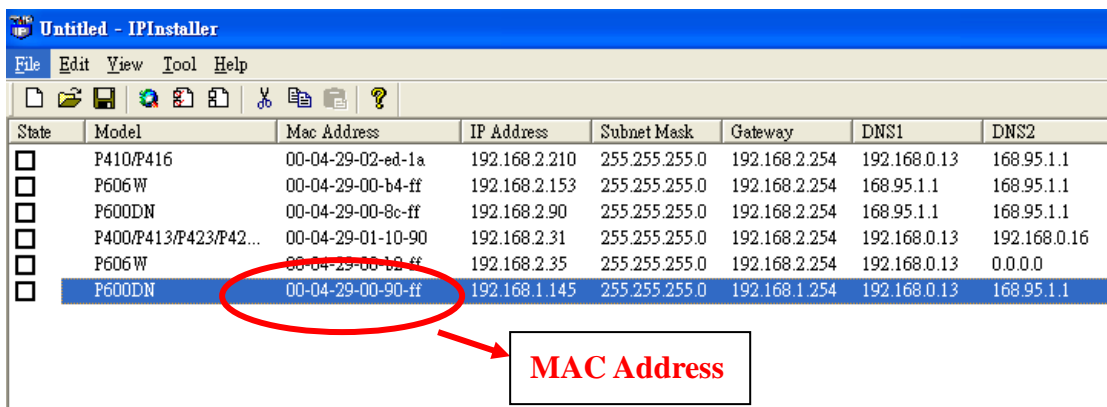 Untitled - IPInstaller
File Edit View Tool Help
State Model Mac Address IP Address Subnet Mask Gateway DNS1 DNS2
P410/P416 00-04-29-02-ed-1a 192.168.2.210 255.255.255.0 192.168.2.254 192.168.0.13 168.95.1.1
P606W 00-04-29-00-b4-ff 192.168.2.153 255.255.255.0 192.168.2.254 168.95.1.1 168.95.1.1
P600DN 00-04-29-00-8c-ff 192.168.2.90 255.255.255.0 192.168.2.254 168.95.1.1 168.95.1.1
P400/P413/P423/P42... 00-04-29-01-10-90 192.168.2.31 255.255.255.0 192.168.2.254 192.168.0.13 192.168.0.16
P606W 00-04-29-00-b2-ff 192.168.2.35 255.255.255.0 192.168.2.254 192.168.0.13 0.0.0.0
P600DN 00-04-29-00-90-ff 192.168.1.145 255.255.255.0 192.168.1.254 192.168.0.13 168.95.1.1
MAC Address